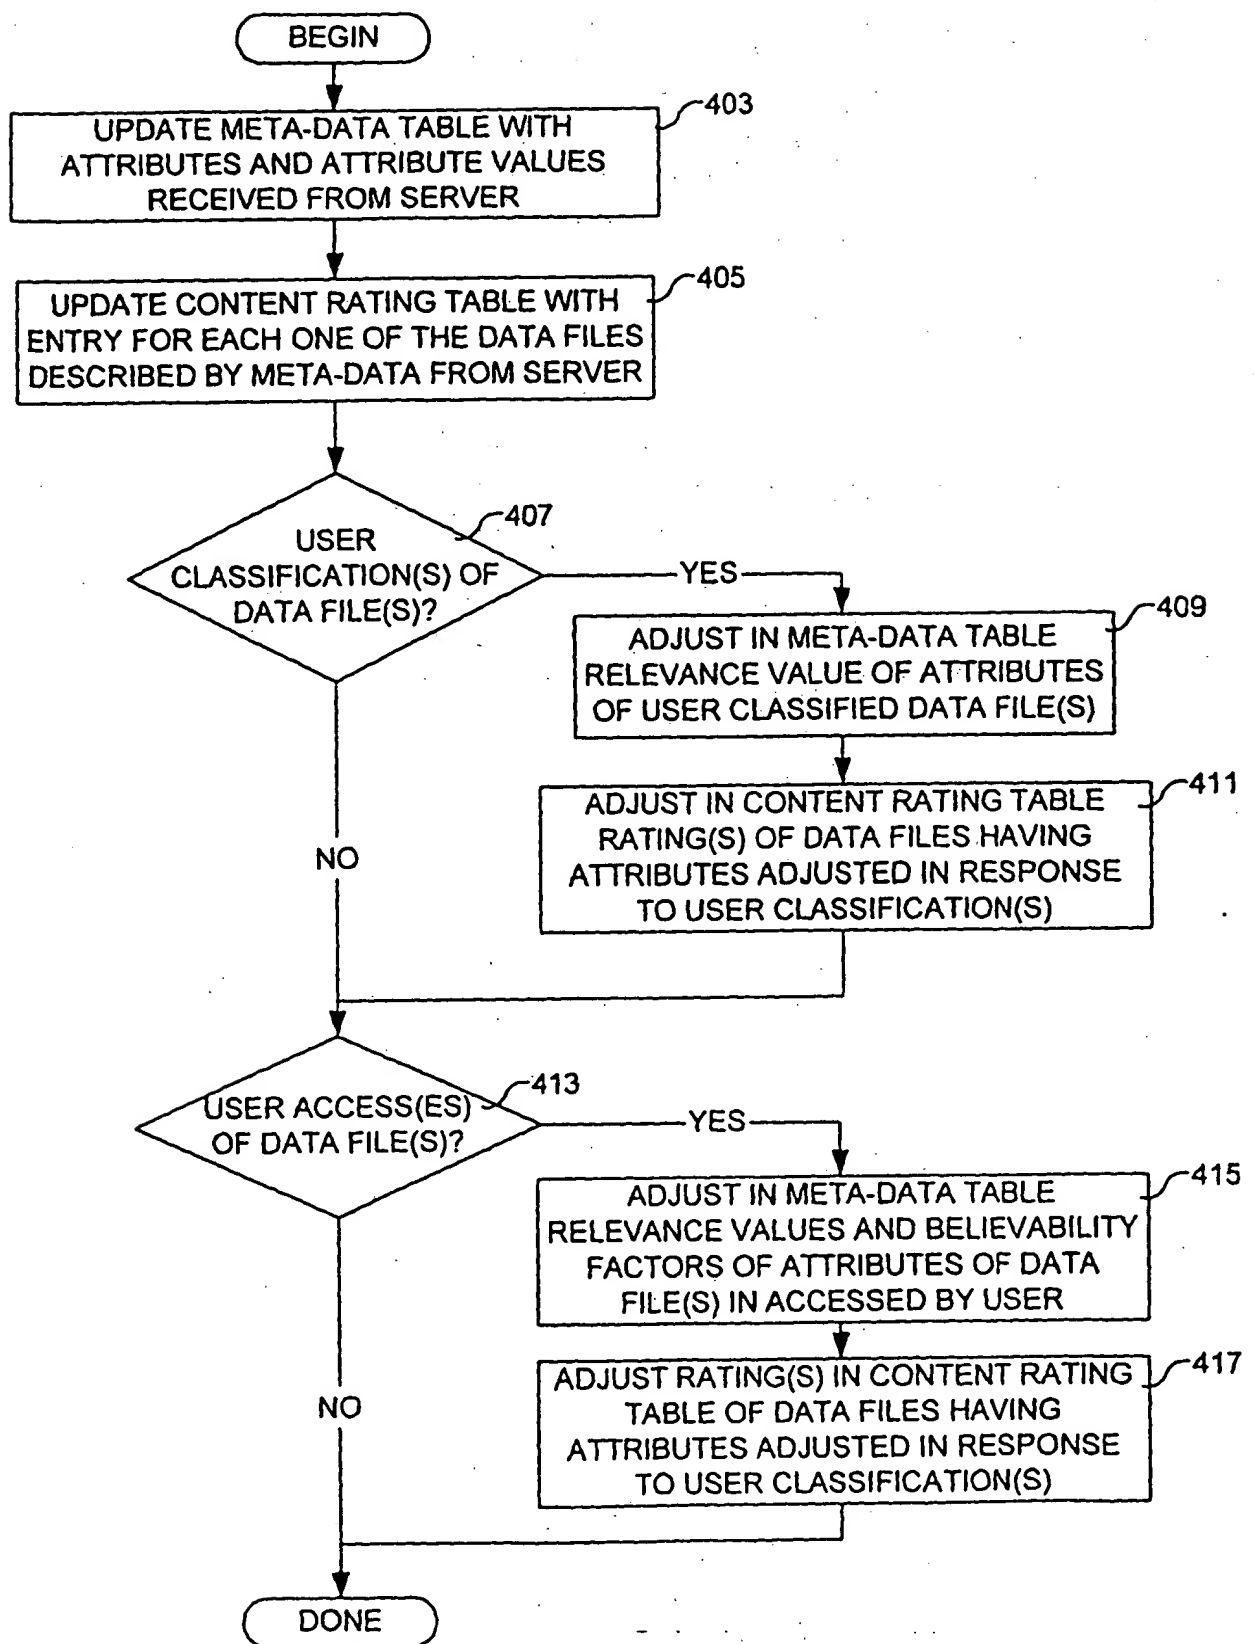 BEGIN
403
UPDATE META-DATA TABLE WITH
ATTRIBUTES AND ATTRIBUTE VALUES
RECEIVED FROM SERVER
405
UPDATE CONTENT RATING TABLE WITH
ENTRY FOR EACH ONE OF THE DATA FILES
DESCRIBED BY META-DATA FROM SERVER
407
USER
CLASSIFICATION(S) OF
DATA FILE(S)?
YES
409
ADJUST IN META-DATA TABLE
RELEVANCE VALUE OF ATTRIBUTES
OF USER CLASSIFIED DATA FILE(S)
411
ADJUST IN CONTENT RATING TABLE
RATING(S) OF DATA FILES HAVING
ATTRIBUTES ADJUSTED IN RESPONSE
TO USER CLASSIFICATION(S)
NO
413
USER ACCESS(ES)
OF DATA FILE(S)?
YES
415
ADJUST IN META-DATA TABLE
RELEVANCE VALUES AND BELIEVABILITY
FACTORS OF ATTRIBUTES OF DATA
FILE(S) IN ACCESSED BY USER
417
ADJUST RATING(S) IN CONTENT RATING
TABLE OF DATA FILES HAVING
ATTRIBUTES ADJUSTED IN RESPONSE
TO USER CLASSIFICATION(S)
NO
DONE